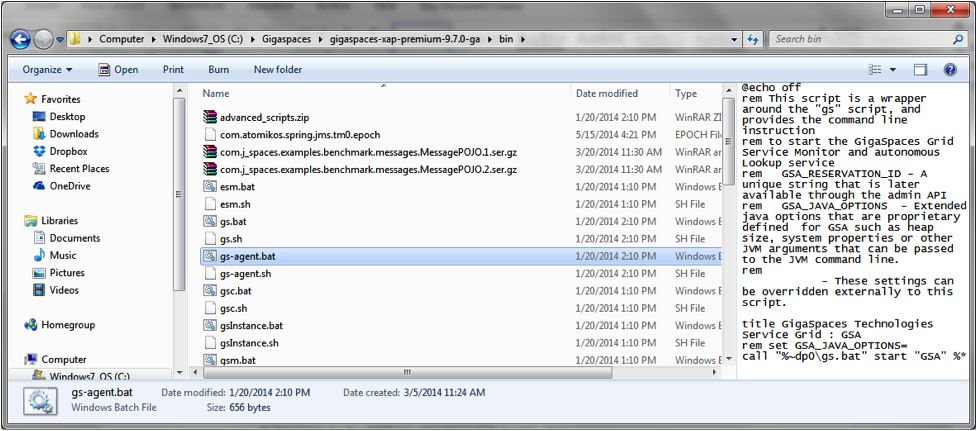 Computer ▸ Windows7_OS (C:) ▸ Gigaspaces ▸ gigaspaces-xap-premium-9.7.0-ga ▸ bin ▸
Search bin
Organize Open Print Burn New folder
Favorites
Desktop
Downloads
Dropbox
Recent Places
OneDrive
Libraries
Documents
Music
Pictures
Videos
Homegroup
Computer
Windows7_OS (C:)
Name Date modified Type
advanced_scripts.zip 1/20/2014 2:10 PM WinRAR ZI
com.atomikos.spring.jms.tm0.epoch 5/15/2014 4:21 PM EPOCH File
com.j_spaces.examples.benchmark.messages.MessagePOJO.1.ser.gz 3/20/2014 11:30 AM WinRAR ar
com.j_spaces.examples.benchmark.messages.MessagePOJO.2.ser.gz 3/20/2014 11:30 AM WinRAR ar
esm.bat 1/20/2014 1:10 PM Windows B
esm.sh 1/20/2014 1:10 PM SH File
gs.bat 1/20/2014 2:10 PM Windows B
gs.sh 1/20/2014 2:10 PM SH File
gs-agent.bat 1/20/2014 2:10 PM Windows B
gs-agent.sh 1/20/2014 2:10 PM SH File
gsc.bat 1/20/2014 1:10 PM Windows B
gsc.sh 1/20/2014 1:10 PM SH File
gsInstance.bat 1/20/2014 1:10 PM Windows B
gsInstance.sh 1/20/2014 1:10 PM SH File
gsm.bat 1/20/2014 1:10 PM Windows B
@echo off
rem This script is a wrapper
around the "gs" script, and
provides the command line
instruction
rem to start the GigaSpaces Grid
Service Monitor and autonomous
Lookup service
rem GSA_RESERVATION_ID - A
unique string that is later
available through the admin API
rem GSA_JAVA_OPTIONS - Extended
java options that are proprietary
defined for GSA such as heap
size, system properties or other
JVM arguments that can be passed
to the JVM command line.
rem
- These settings can
be overridden externally to this
script.
title GigaSpaces Technologies
Service Grid : GSA
rem set GSA_JAVA_OPTIONS=
call "%~dp0\gs.bat" start "GSA" %*
gs-agent.bat Date modified: 1/20/2014 2:10 PM Date created: 3/5/2014 11:24 AM
Windows Batch File Size: 656 bytes